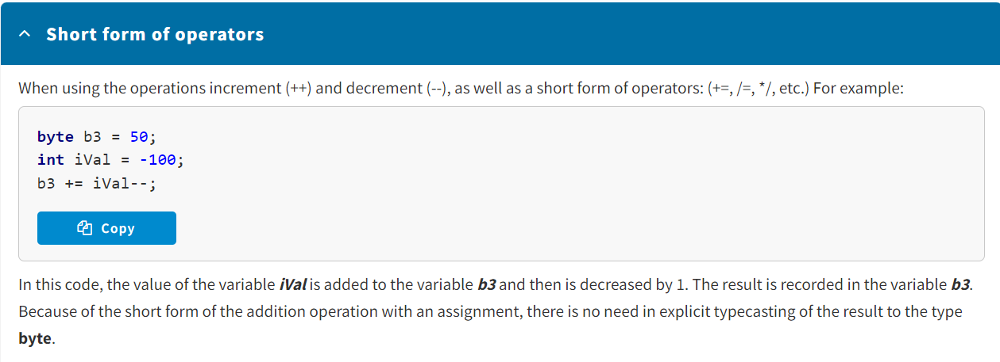 Short form of operators
When using the operations increment (++) and decrement (--), as well as a short form of operators: (+=, /=, */, etc.) For example:
byte b3 = 50;
int iVal = -100;
b3 += iVal--;
Copy
In this code, the value of the variable iVal is added to the variable b3 and then is decreased by 1. The result is recorded in the variable b3.
Because of the short form of the addition operation with an assignment, there is no need in explicit typecasting of the result to the type
byte.